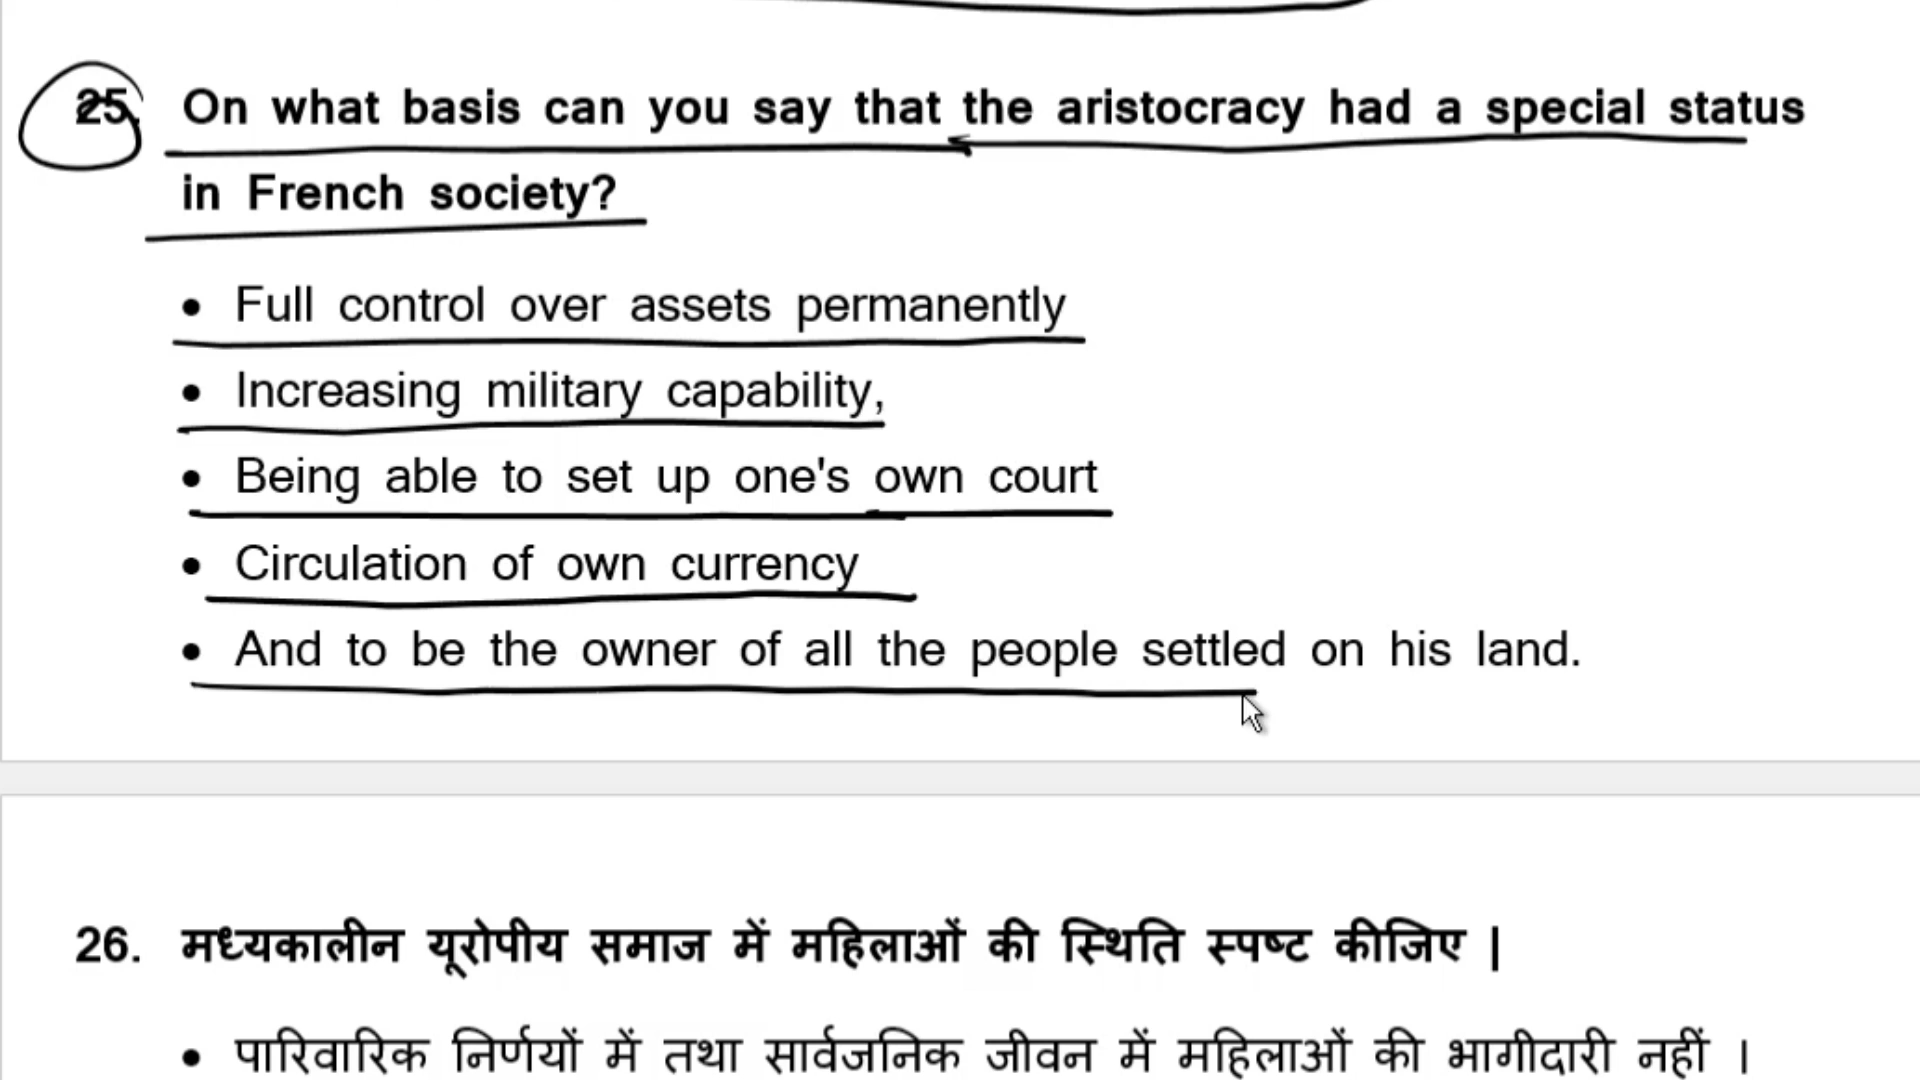 25. On what basis can you say that the aristocracy had a special status
in French society?
• Full control over assets permanently
• Increasing military capability,
• Being able to set up one's own court
• Circulation of own currency
• And to be the owner of all the people settled on his land.
26. मध्यकालीन यूरोपीय समाज में महिलाओं की स्थिति स्पष्ट कीजिए |
• पारिवारिक निर्णयों में तथा सार्वजनिक जीवन में महिलाओं की भागीदारी नहीं ।